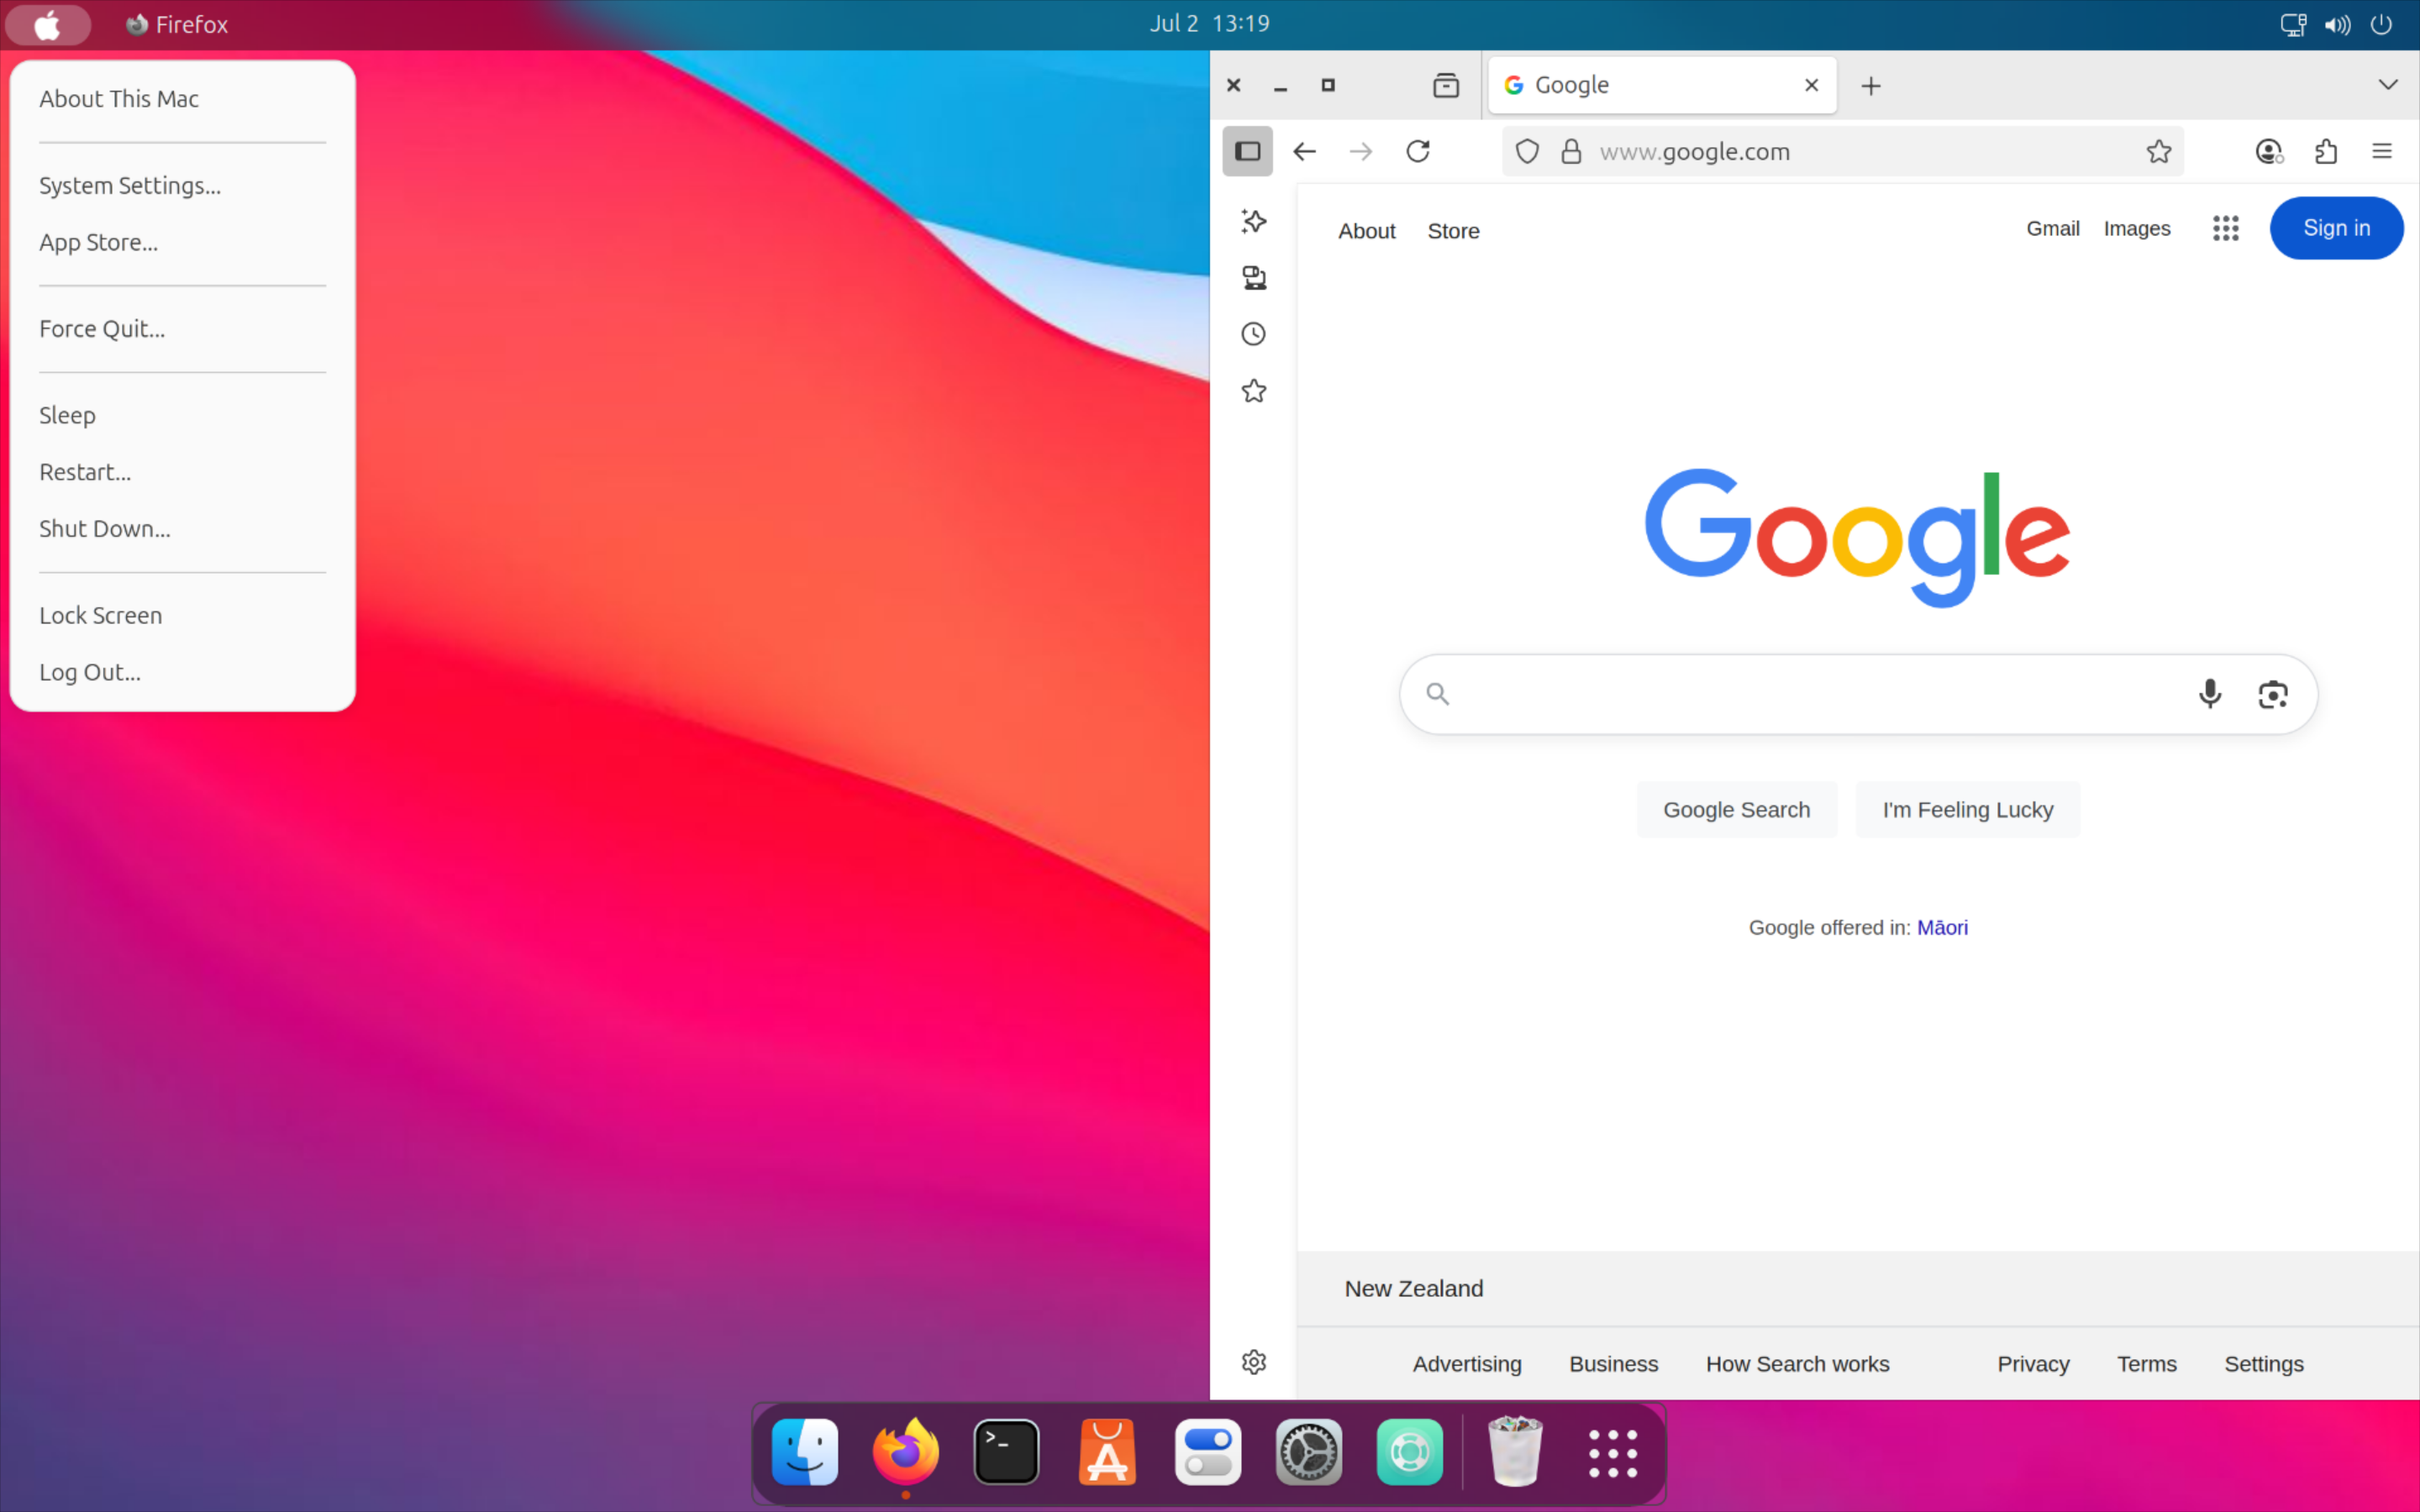 Firefox
Jul 2 13:19
About This Mac
System Settings...
App Store...
Force Quit...
Sleep
Restart...
Shut Down...
Lock Screen
Log Out...
Google
www.google.com
About Store
Gmail Images
Sign in
Google
Google Search
I'm Feeling Lucky
Google offered in: Māori
New Zealand
Advertising Business How Search works Privacy Terms Settings